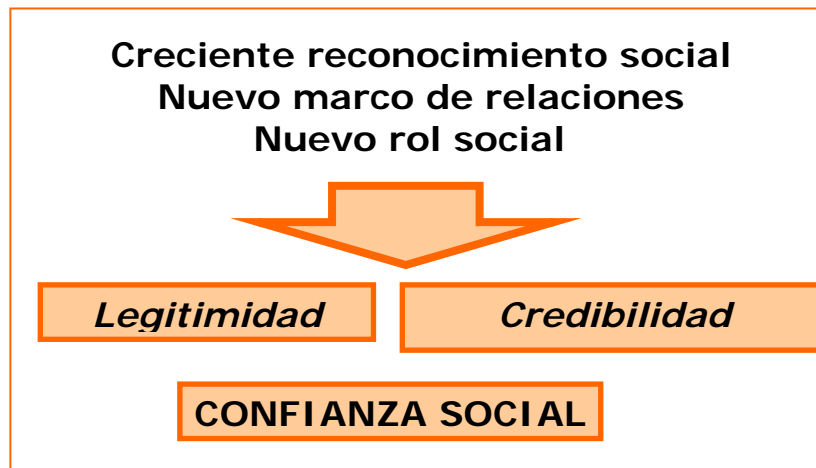 Creciente reconocimiento social
Nuevo marco de relaciones
Nuevo rol social
Legitimidad
Credibilidad
CONFIANZA SOCIAL